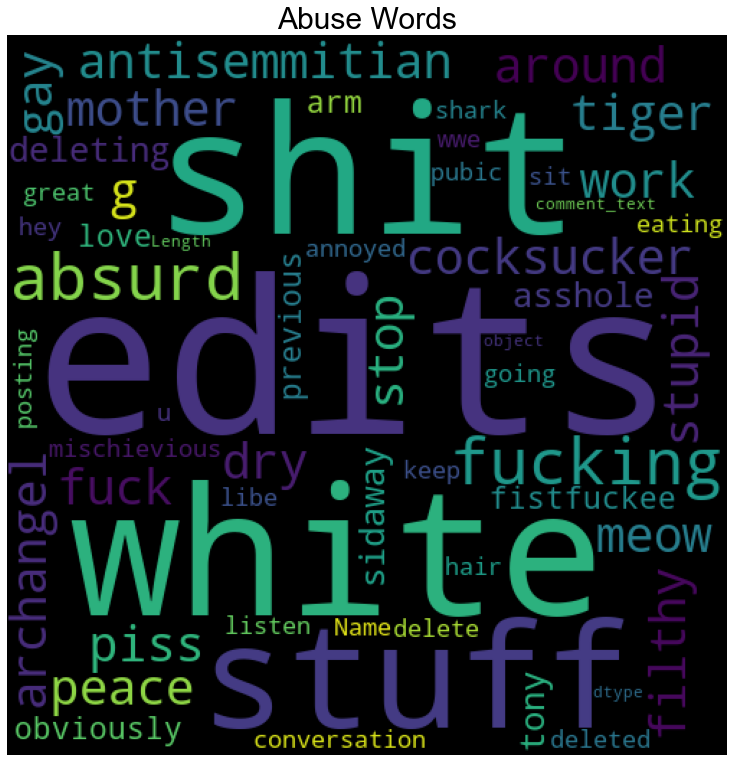 Abuse Words
gay
antisemmitian
around
mother
arm
shark
tiger
deleting
shit
wwe
great
g
pubic
sit
work
comment_text
hey
love
Length
eating
absurd
annoyed
cocksucker
previous
asshole
edits
stop
stupid
object
posting
going
u
mischievious
dry
fucking
fuck
libe
keep
archangel
white
sidaway
fistfuckee
meow
hair
filthy
listen
Name
delete
piss
stuff
peace
tony
dtype
obviously
conversation
deleted